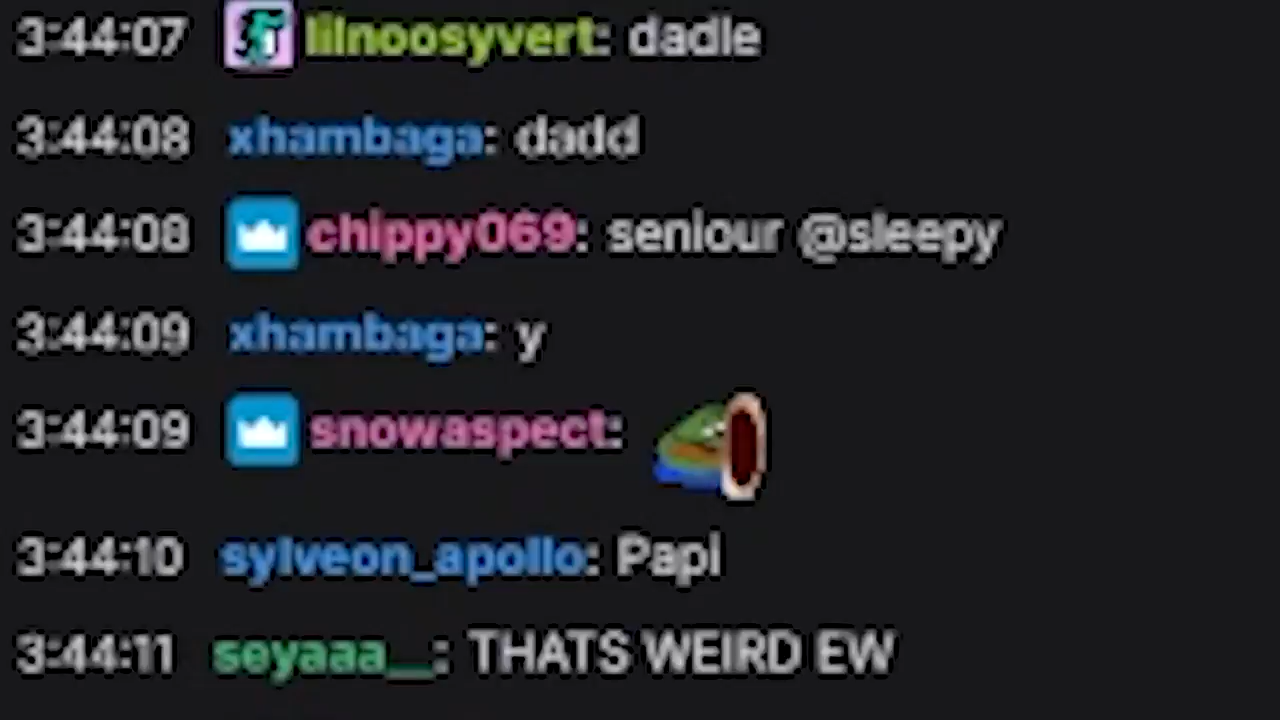 3:44:07 lilnoosyvert: dadle
3:44:08 xhambaga: dadd
3:44:08 chippy069: seniour @sleepy
3:44:09 xhambaga: y
3:44:09 snowaspect:
3:44:10 sylveon_apollo: Papi
3:44:11 seyaaa__: THATS WEIRD EW